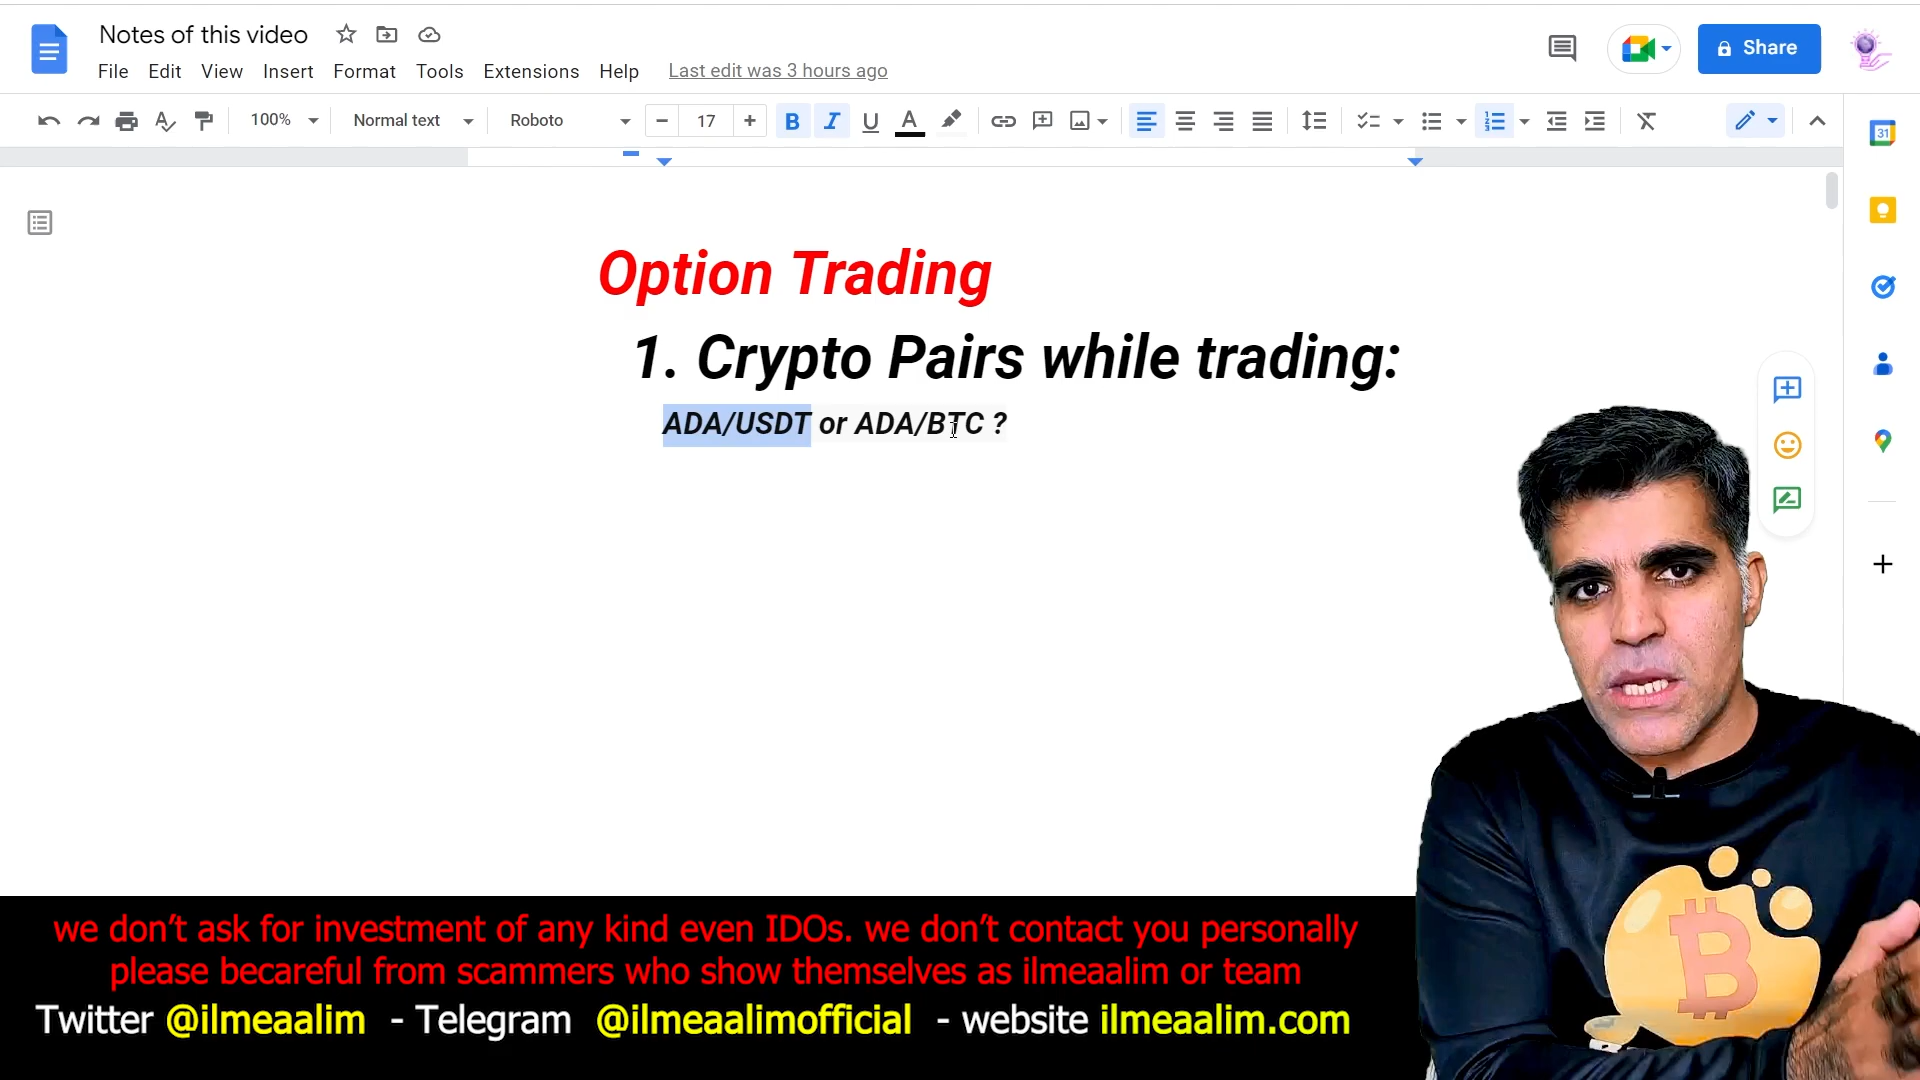 Notes of this video
File Edit View Insert Format Tools Extensions Help Last edit was 3 hours ago
Share
100% Normal text Roboto 17 B I U A
31
Option Trading
1. Crypto Pairs while trading:
ADA/USDT or ADA/BTC ?
we don't ask for investment of any kind even IDOs. we don't contact you personally
please becareful from scammers who show themselves as ilmeaalim or team
Twitter @ilmeaalim - Telegram @ilmeaalimofficial - website ilmeaalim.com